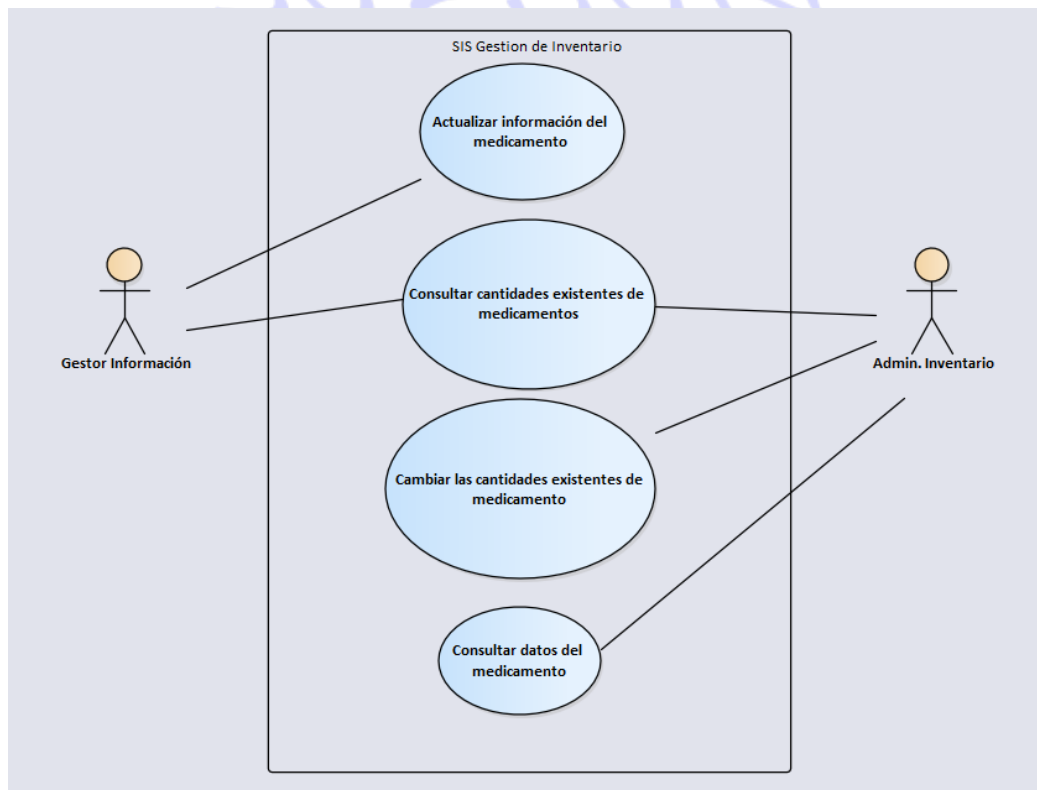 SIS Gestion de Inventario
Actualizar información del
medicamento
Consultar cantidades existentes de
medicamentos
Gestor Información
Admin. Inventario
Cambiar las cantidades existentes de
medicamento
Consultar datos del
medicamento